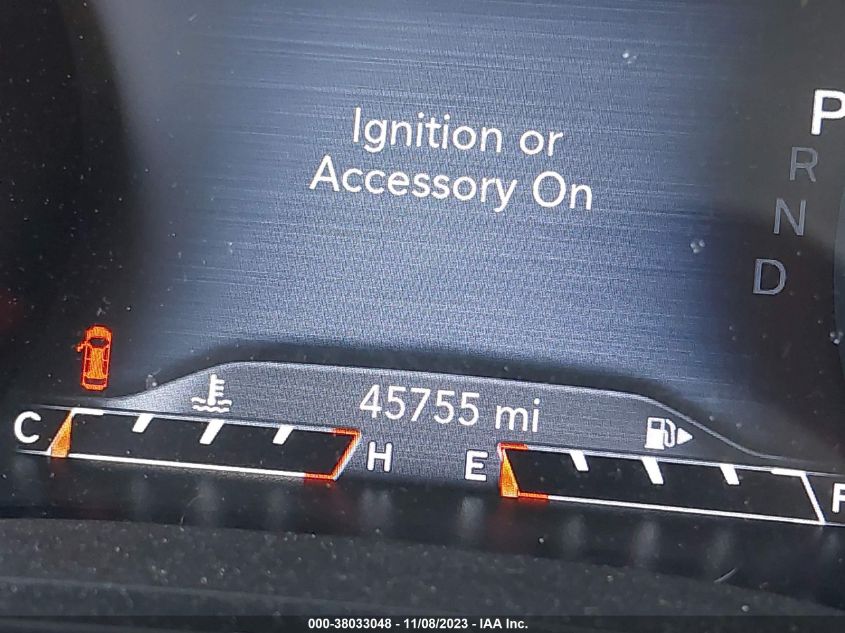 Ignition or
Accessory On
P
R
N
D
45755 mi
C
H
E
F
000-38033048 - 11/08/2023 - IAA Inc.